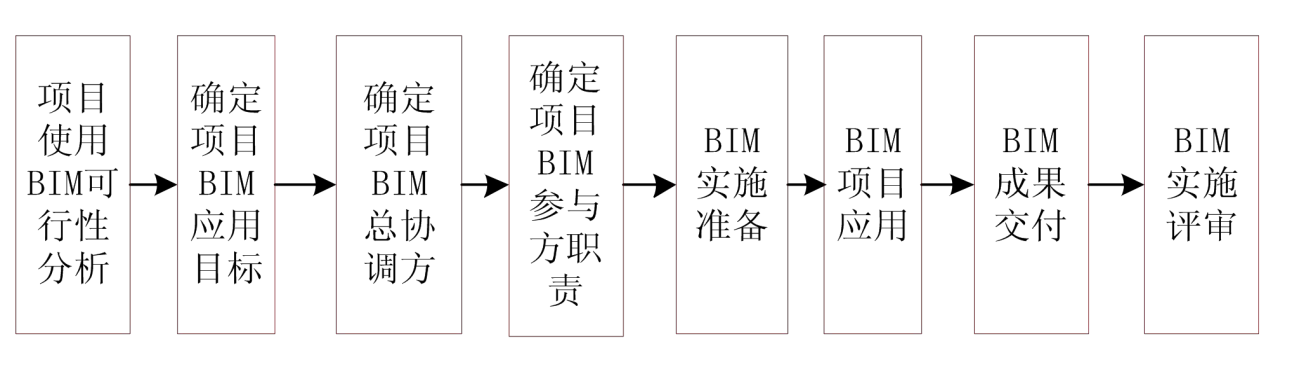 项目
使用
BIM可
行性
分析
确定
项目
BIM
应用
目标
确定
项目
BIM
总协
调方
确定
项目
BIM
参与
方职
责
BIM
实施
准备
BIM
项目
应用
BIM
成果
交付
BIM
实施
评审